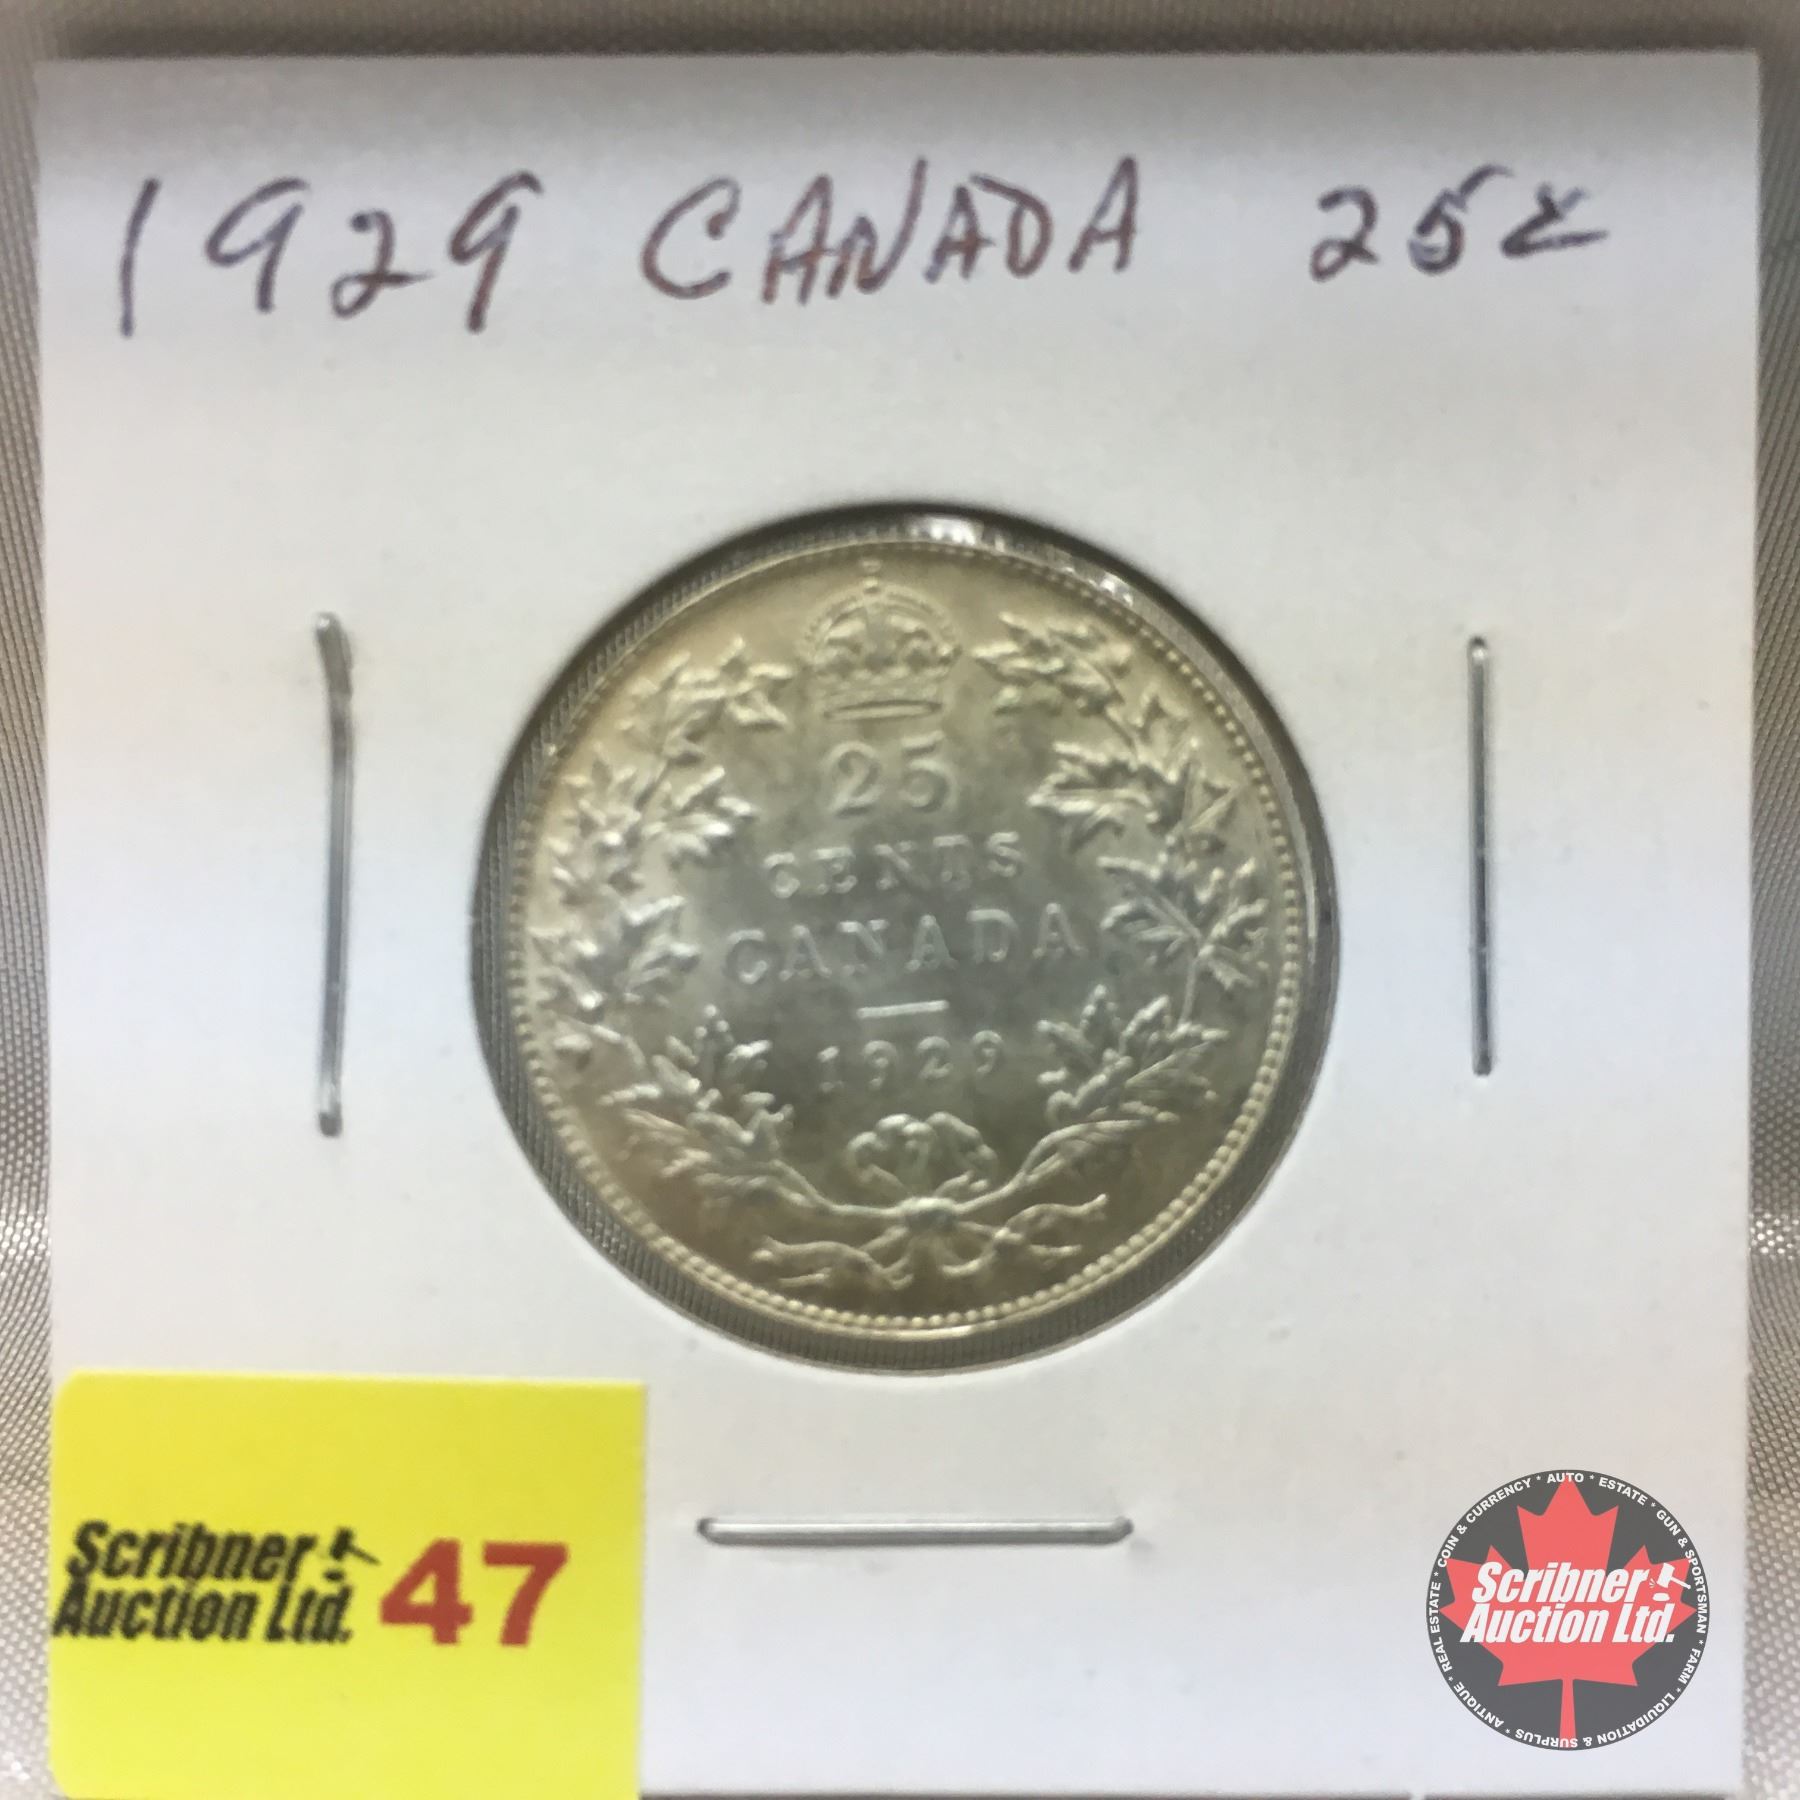 1929 CANADA 25¢
25
CENTS
CANADA
1929
Scribner
Auction Ltd. 47
COIN & CURRENCY * AUTO * ESTATE * GUN & SPORTSMAN * FARM * LIQUIDATION & SURPLUS * ANTIQUE * REAL ESTATE *
Scribner
Auction Ltd.